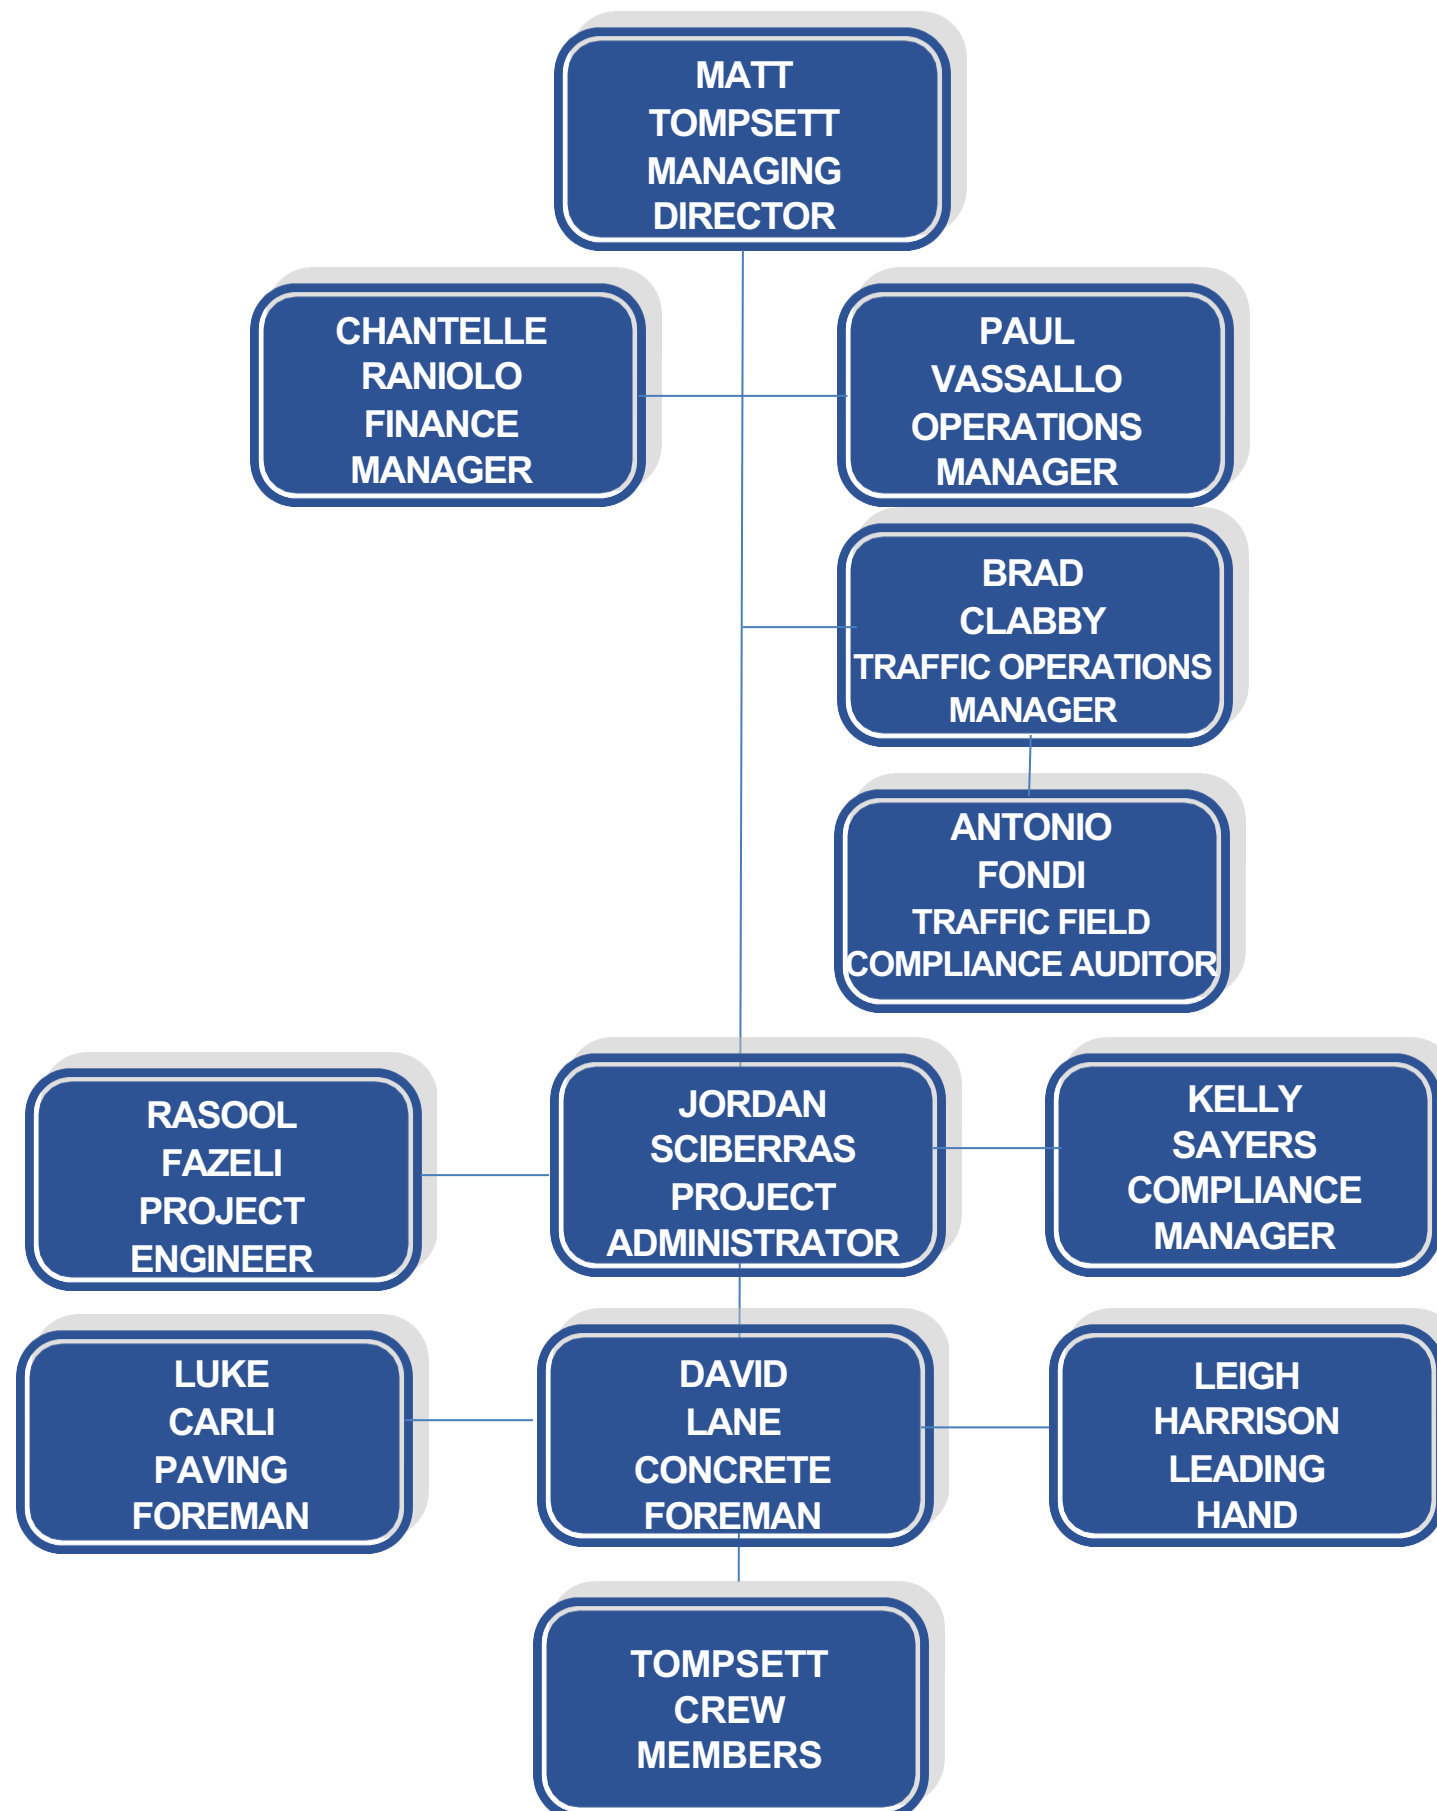 MATT
TOMPSETT
MANAGING
DIRECTOR
CHANTELLE
RANIOLO
FINANCE
MANAGER
PAUL
VASSALLO
OPERATIONS
MANAGER
BRAD
CLABBY
TRAFFIC OPERATIONS
MANAGER
ANTONIO
FONDI
TRAFFIC FIELD
COMPLIANCE AUDITOR
RASOOL
FAZELI
PROJECT
ENGINEER
JORDAN
SCIBERRAS
PROJECT
ADMINISTRATOR
KELLY
SAYERS
COMPLIANCE
MANAGER
LUKE
CARLI
PAVING
FOREMAN
DAVID
LANE
CONCRETE
FOREMAN
LEIGH
HARRISON
LEADING
HAND
TOMPSETT
CREW
MEMBERS